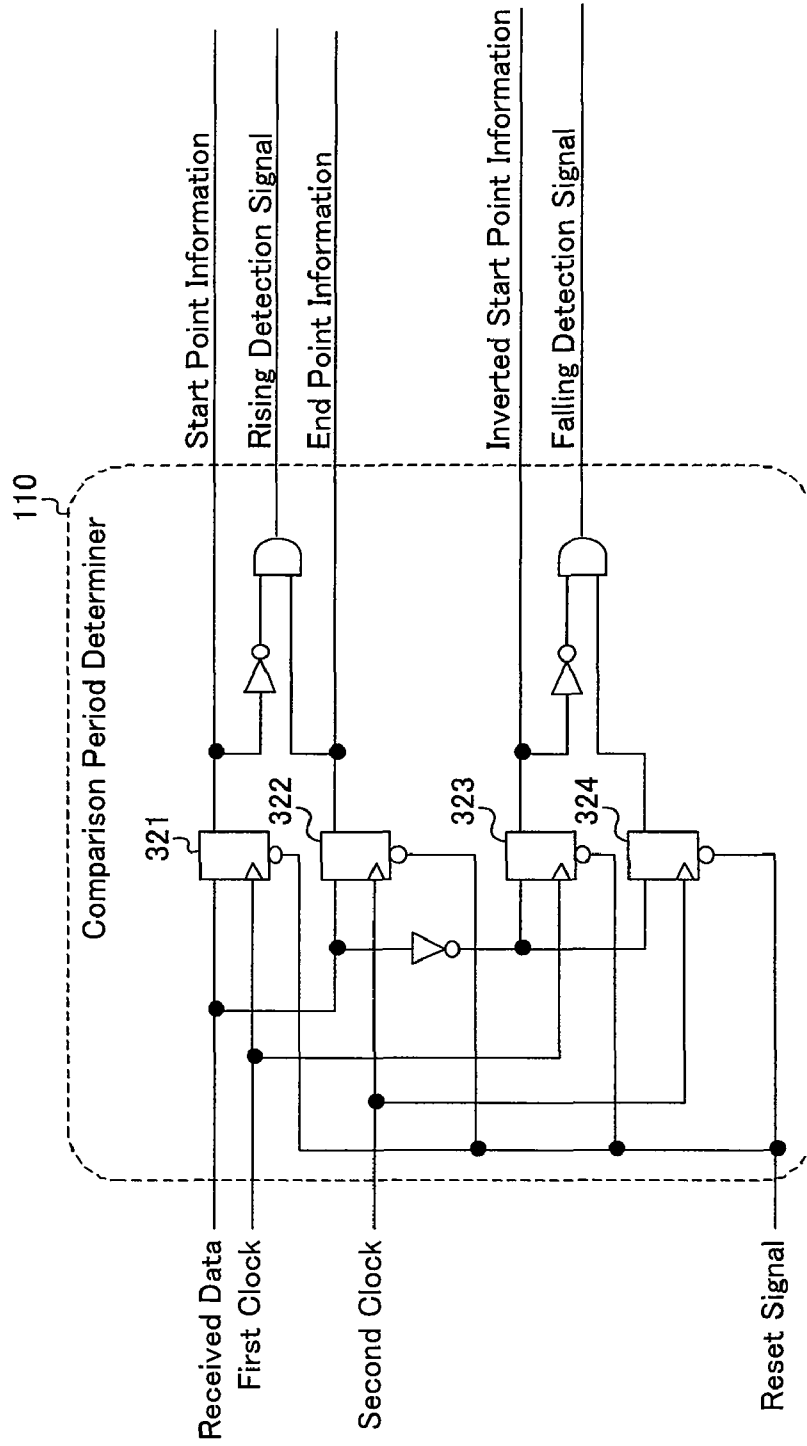 110
Comparison Period Determiner
Received Data
First Clock
Second Clock
Reset Signal
321
322
323
324
Start Point Information
Rising Detection Signal
End Point Information
Inverted Start Point Information
Falling Detection Signal